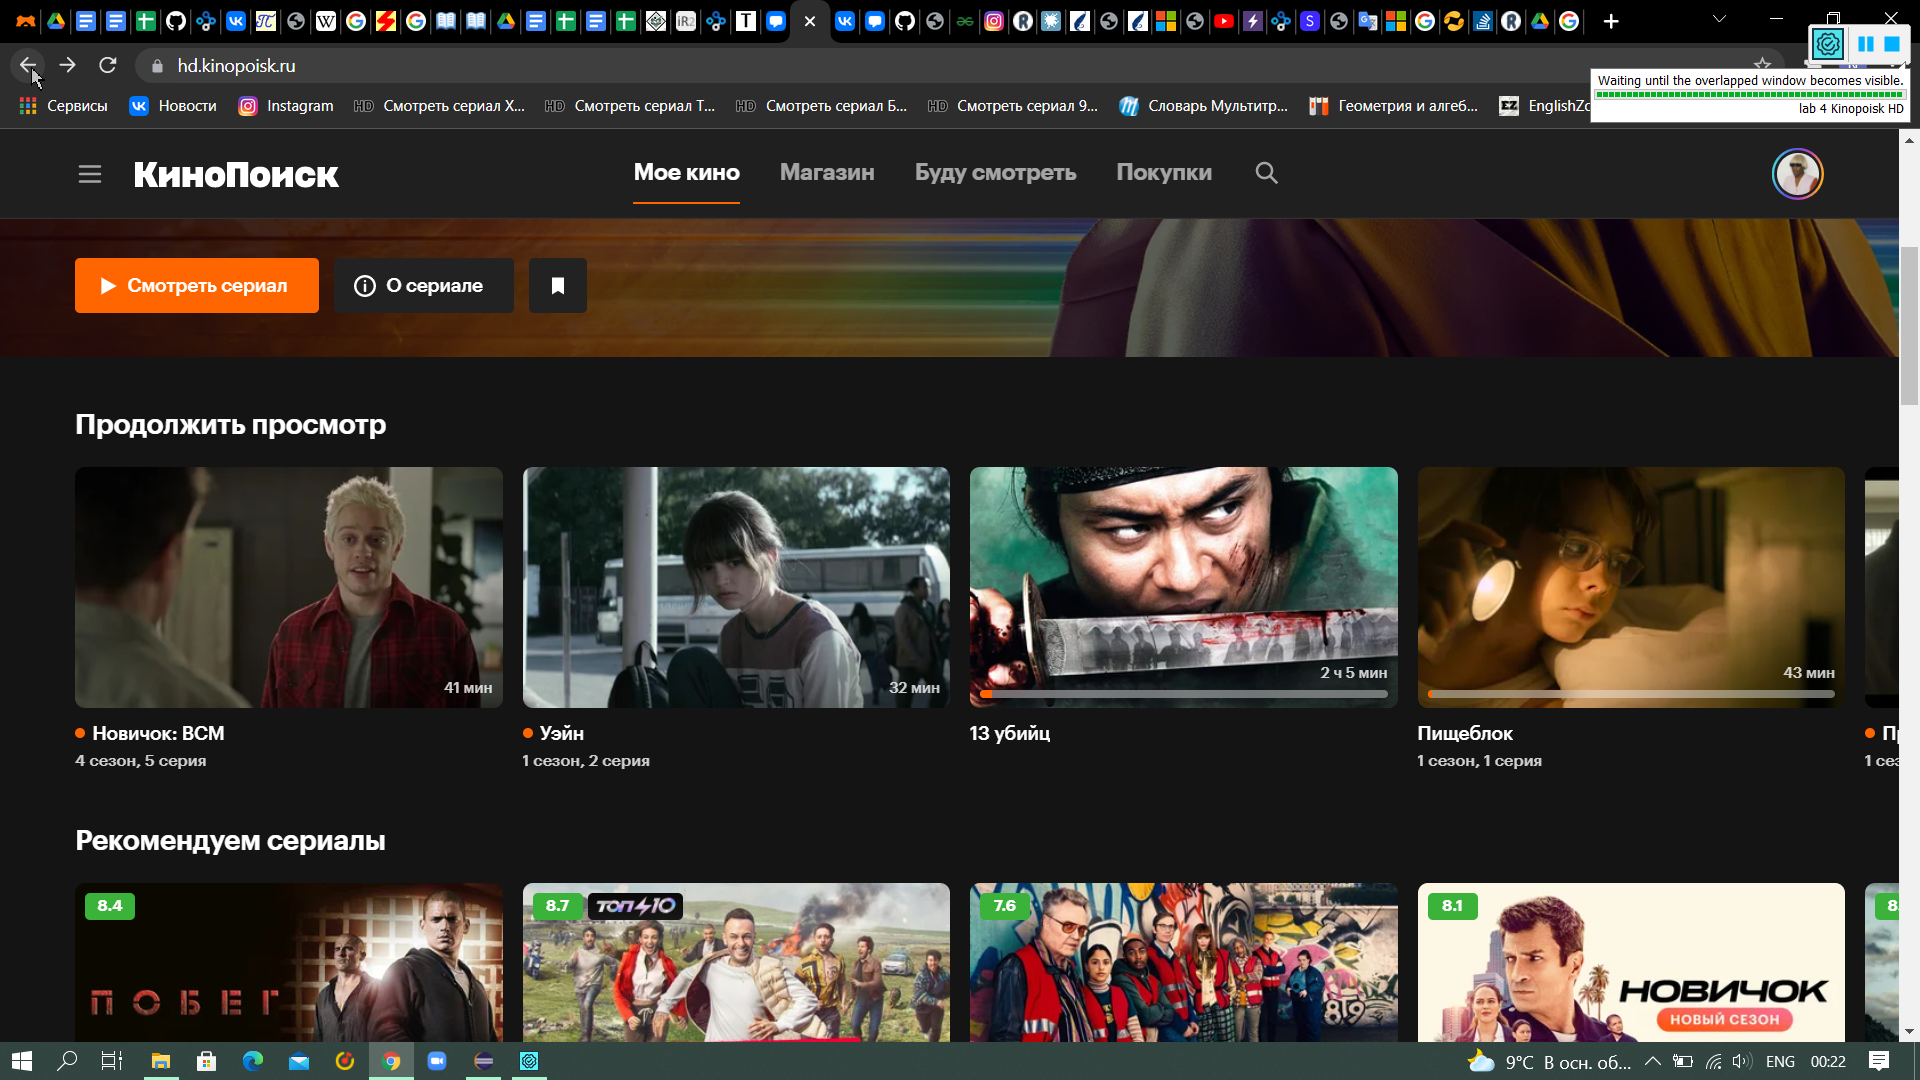 hd.kinopoisk.ru
Waiting until the overlapped window becomes visible.
lab 4 Kinopoisk HD
Сервисы
Новости
Instagram
Смотреть сериал Х...
Смотреть сериал Т...
Смотреть сериал Б...
Смотреть сериал 9...
Словарь Мультитр...
Геометрия и алгеб...
КиноПоиск
Мое кино
Магазин
Буду смотреть
Покупки
Смотреть сериал
О сериале
Продолжить просмотр
41 мин
32 мин
2 ч 5 мин
43 мин
Новичок: ВСМ
4 сезон, 5 серия
Уэйн
1 сезон, 2 серия
13 убийц
Пищеблок
1 сезон, 1 серия
Рекомендуем сериалы
8.4
ПОБЕГ
8.7
ТОП 10
7.6
819
8.1
НОВИЧОК
НОВЫЙ СЕЗОН
9°C В осн. об...
ENG
00:22